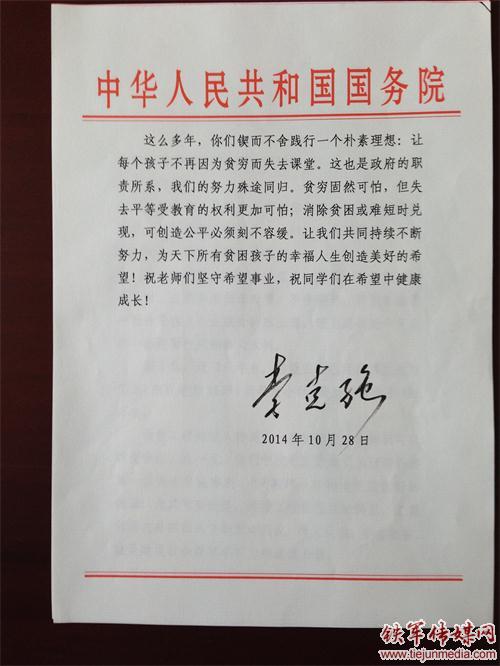 中华人民共和国国务院
这么多年，你们锲而不舍践行一个朴素理想：让
每个孩子不再因为贫穷而失去课堂。这也是政府的职
责所系，我们的努力殊途同归。贫穷固然可怕，但失
去平等受教育的权利更加可怕；消除贫困或难短时兑
现，可创造公平必须刻不容缓。让我们共同持续不断
努力，为天下所有贫困孩子的幸福人生创造美好的希
望！祝老师们坚守希望事业，祝同学们在希望中健康
成长！
李克强
2014年10月28日
铁军传媒网
www.tiejunmedia.com